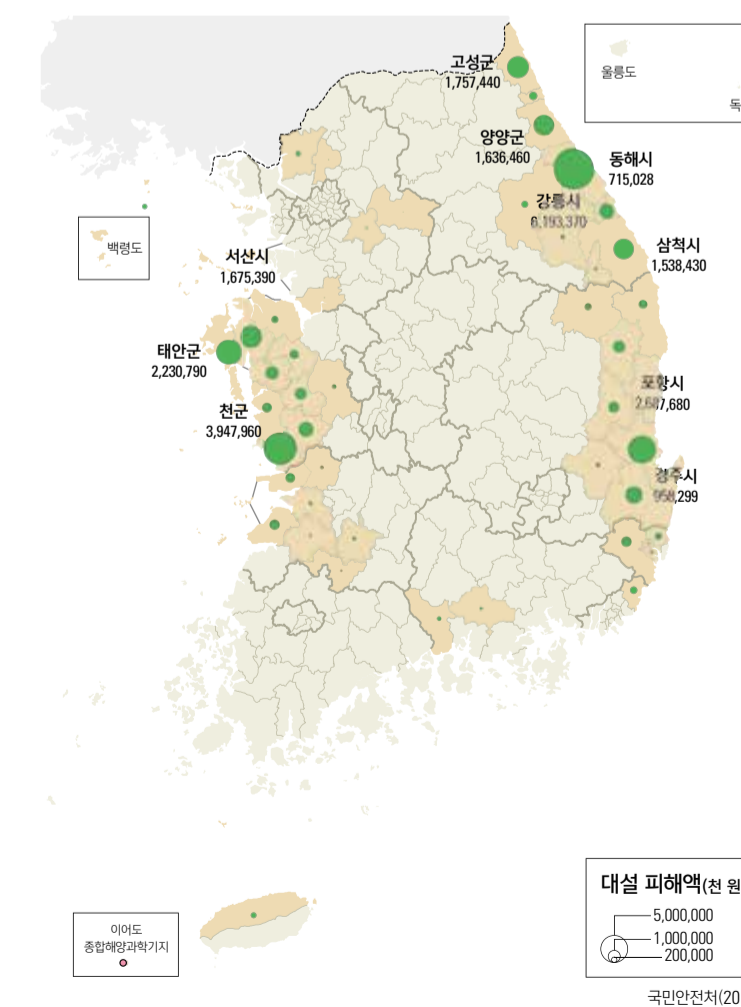 고성군
1,757,440
울릉도
독
양양군
1,636,460
동해시
715,028
강릉시
8,193,370
백령도
서산시
1,675,390
삼척시
1,538,430
태안군
2,230,790
포항시
2,687,680
천군
3,947,960
경주시
958,299
대설 피해액(천 원
5,000,000
1,000,000
200,000
이어도
종합해양과학기지
국민안전처(20